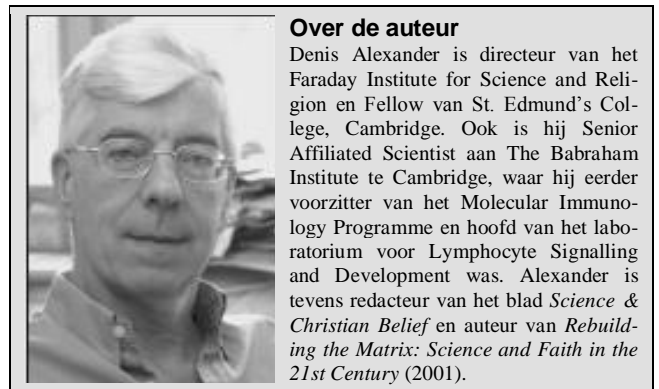 Over de auteur
Denis Alexander is directeur van het
Faraday Institute for Science and Reli-
gion en Fellow van St. Edmund's Col-
lege, Cambridge. Ook is hij Senior
Affiliated Scientist aan The Babraham
Institute te Cambridge, waar hij eerder
voorzitter van het Molecular Immuno-
logy Programme en hoofd van het labo-
ratorium voor Lymphocyte Signalling
and Development was. Alexander is
tevens redacteur van het blad Science &
Christian Belief en auteur van Rebuild-
ing the Matrix: Science and Faith in the
21st Century (2001).